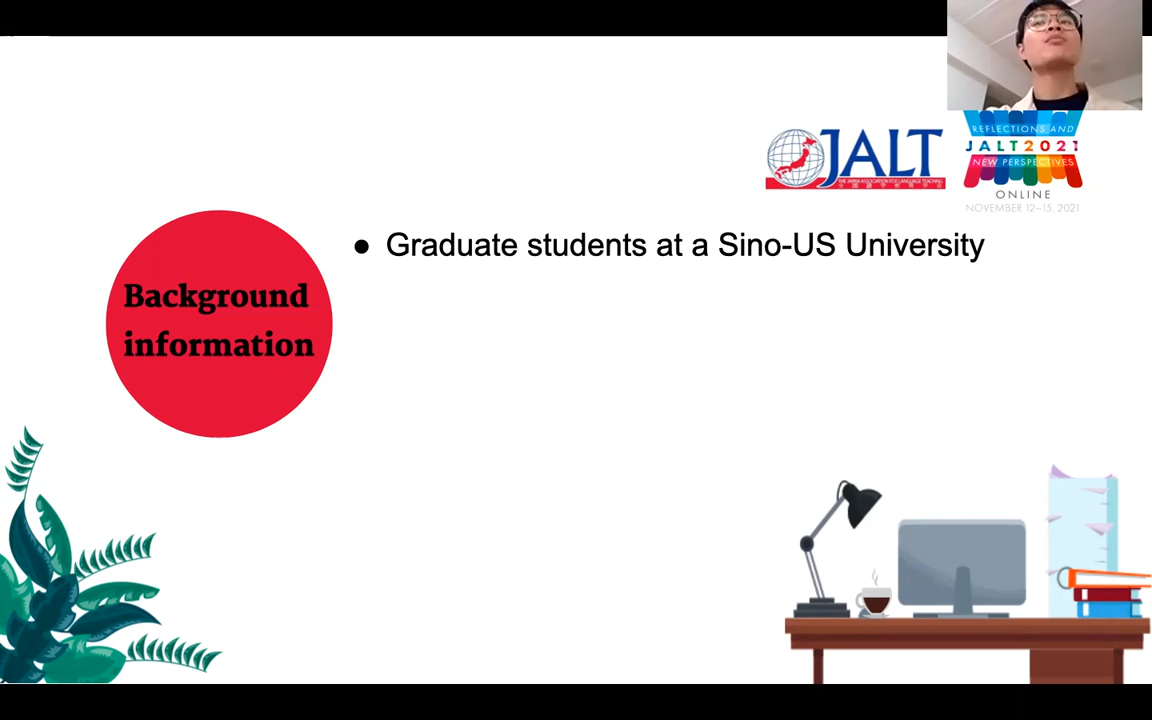 REFLECTIONS AND
JALT
JALT2021
THE JAPAN ASSOCIATION FOR LANGUAGE TEACHING
NEW PERSPECTIVES
ONLINE
NOVEMBER 12–15, 2021
● Graduate students at a Sino-US University
Background
information